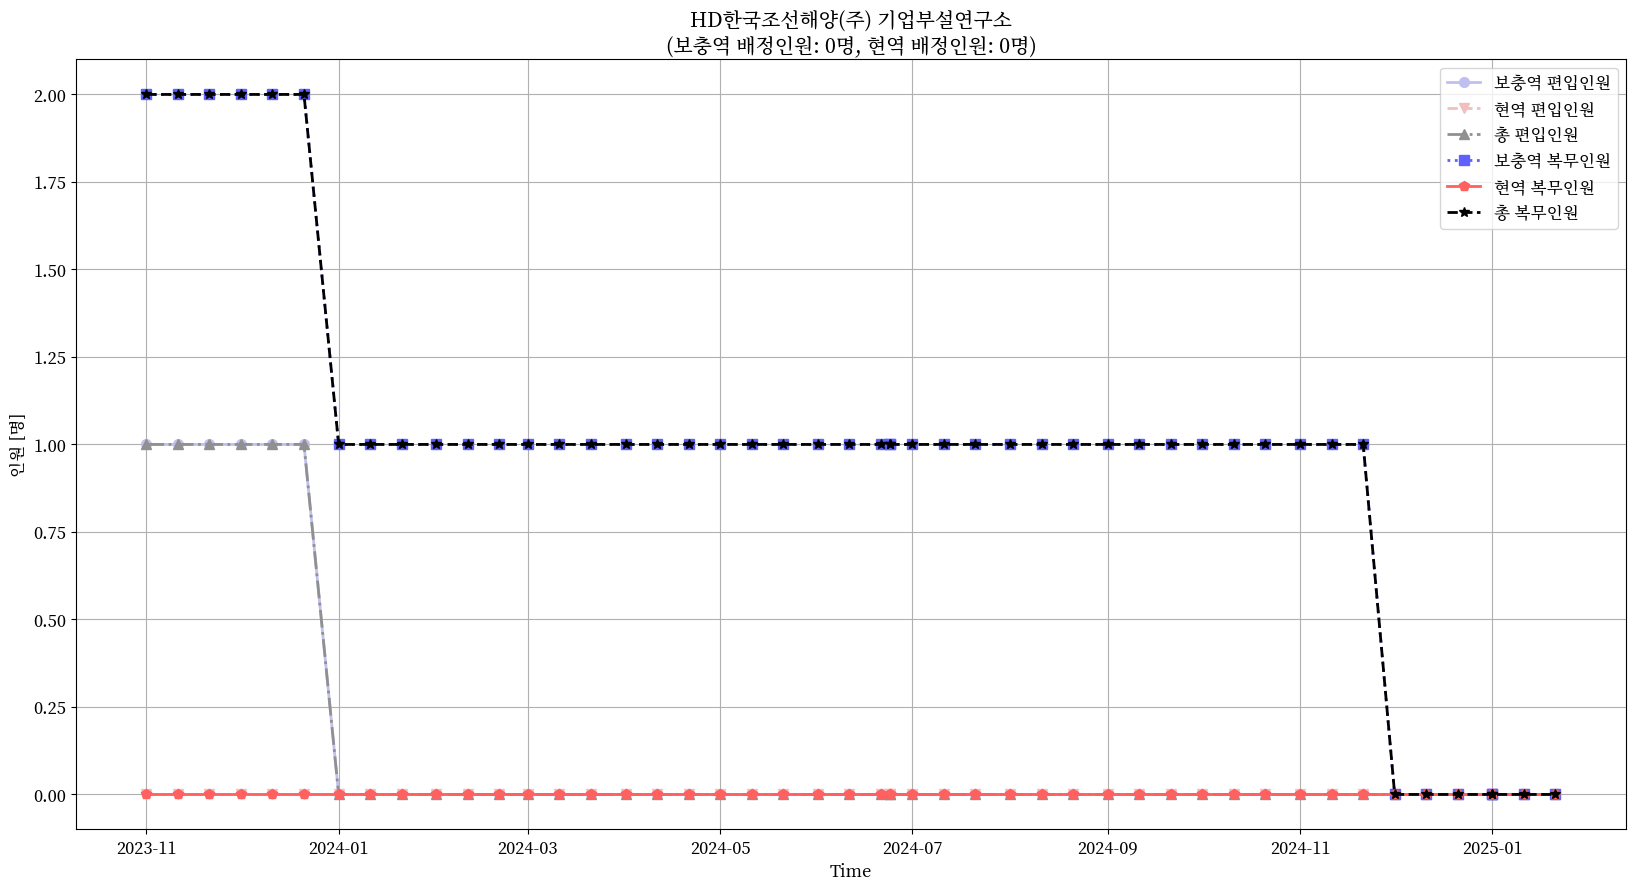 HD한국조선해양(주) 기업부설연구소
(보충역 배정인원: 0명, 현역 배정인원: 0명)
보충역 편입인원
현역 편입인원
총 편입인원
보충역 복무인원
현역 복무인원
총 복무인원
2.00
1.75
1.50
1.25
1.00
0.75
0.50
0.25
0.00
인원 [명]
2023-11
2024-01
2024-03
2024-05
2024-07
2024-09
2024-11
2025-01
Time